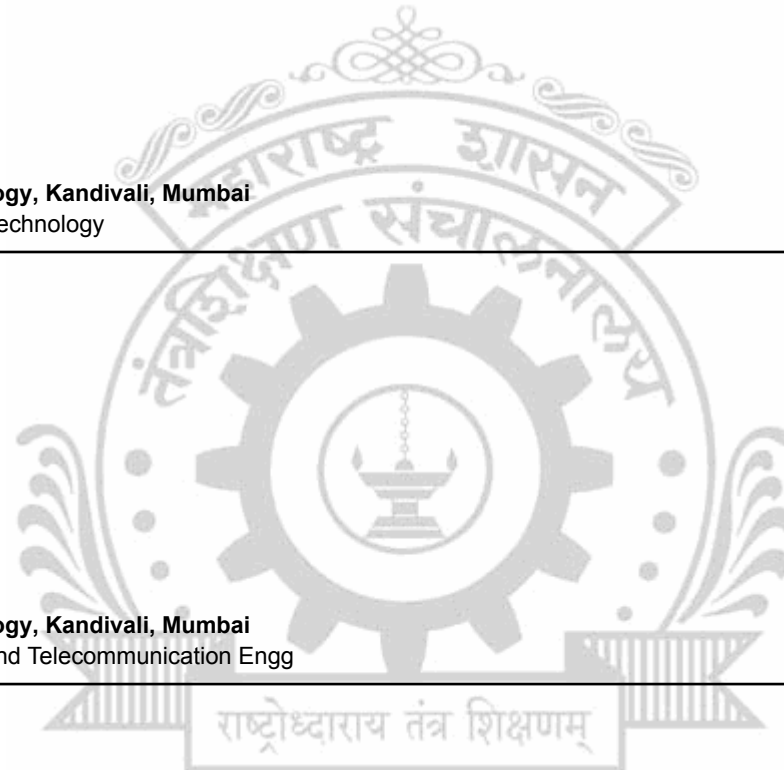 महाराष्ट्र शासन
ogy, Kandivali, Mumbai
echnology
तंत्रशिक्षण संचालनालय
ogy, Kandivali, Mumbai
nd Telecommunication Engg
राष्ट्रोध्दाराय तंत्र शिक्षणम्